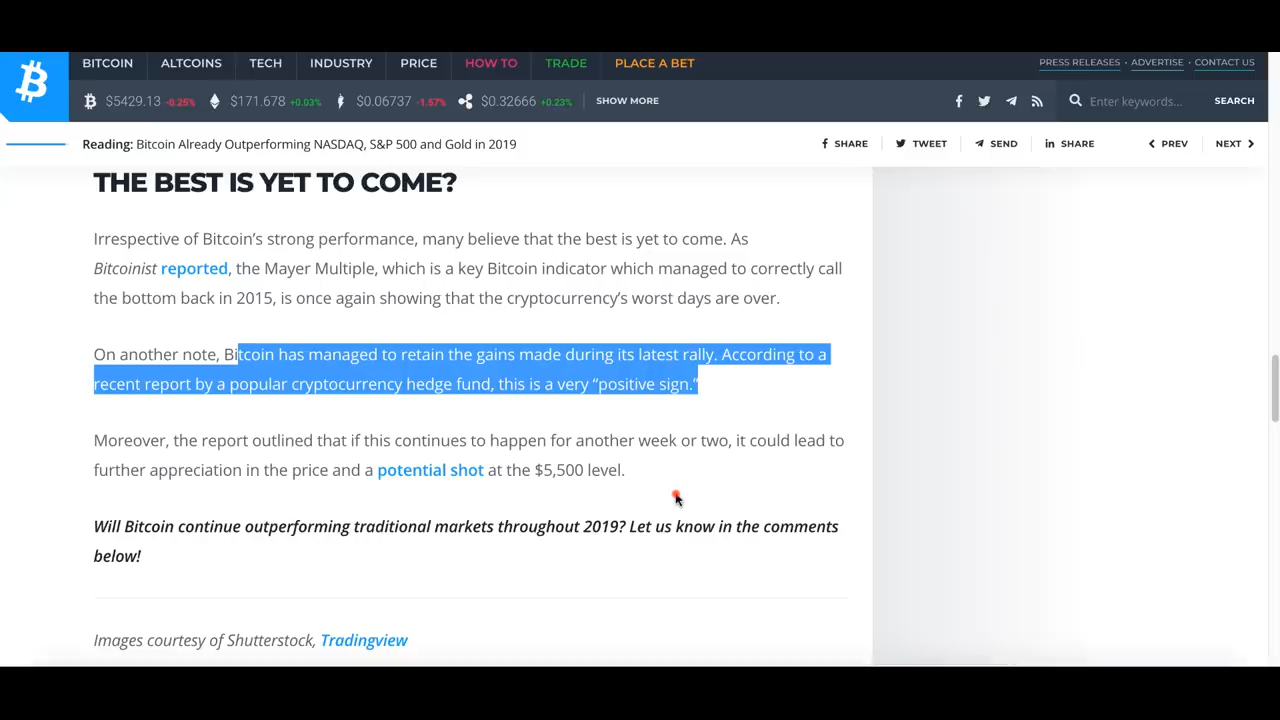 BITCOIN ALTCOINS TECH INDUSTRY PRICE HOW TO TRADE PLACE A BET PRESS RELEASES · ADVERTISE · CONTACT US
$5429.13 -0.25% $171.678 +0.03% $0.06737 -1.57% $0.32666 +0.23% SHOW MORE Enter keywords... SEARCH
Reading: Bitcoin Already Outperforming NASDAQ, S&P 500 and Gold in 2019 SHARE TWEET SEND SHARE PREV NEXT
THE BEST IS YET TO COME?
Irrespective of Bitcoin’s strong performance, many believe that the best is yet to come. As
Bitcoinist reported, the Mayer Multiple, which is a key Bitcoin indicator which managed to correctly call
the bottom back in 2015, is once again showing that the cryptocurrency’s worst days are over.
On another note, Bitcoin has managed to retain the gains made during its latest rally. According to a
recent report by a popular cryptocurrency hedge fund, this is a very “positive sign.”
Moreover, the report outlined that if this continues to happen for another week or two, it could lead to
further appreciation in the price and a potential shot at the $5,500 level.
Will Bitcoin continue outperforming traditional markets throughout 2019? Let us know in the comments
below!
Images courtesy of Shutterstock, Tradingview